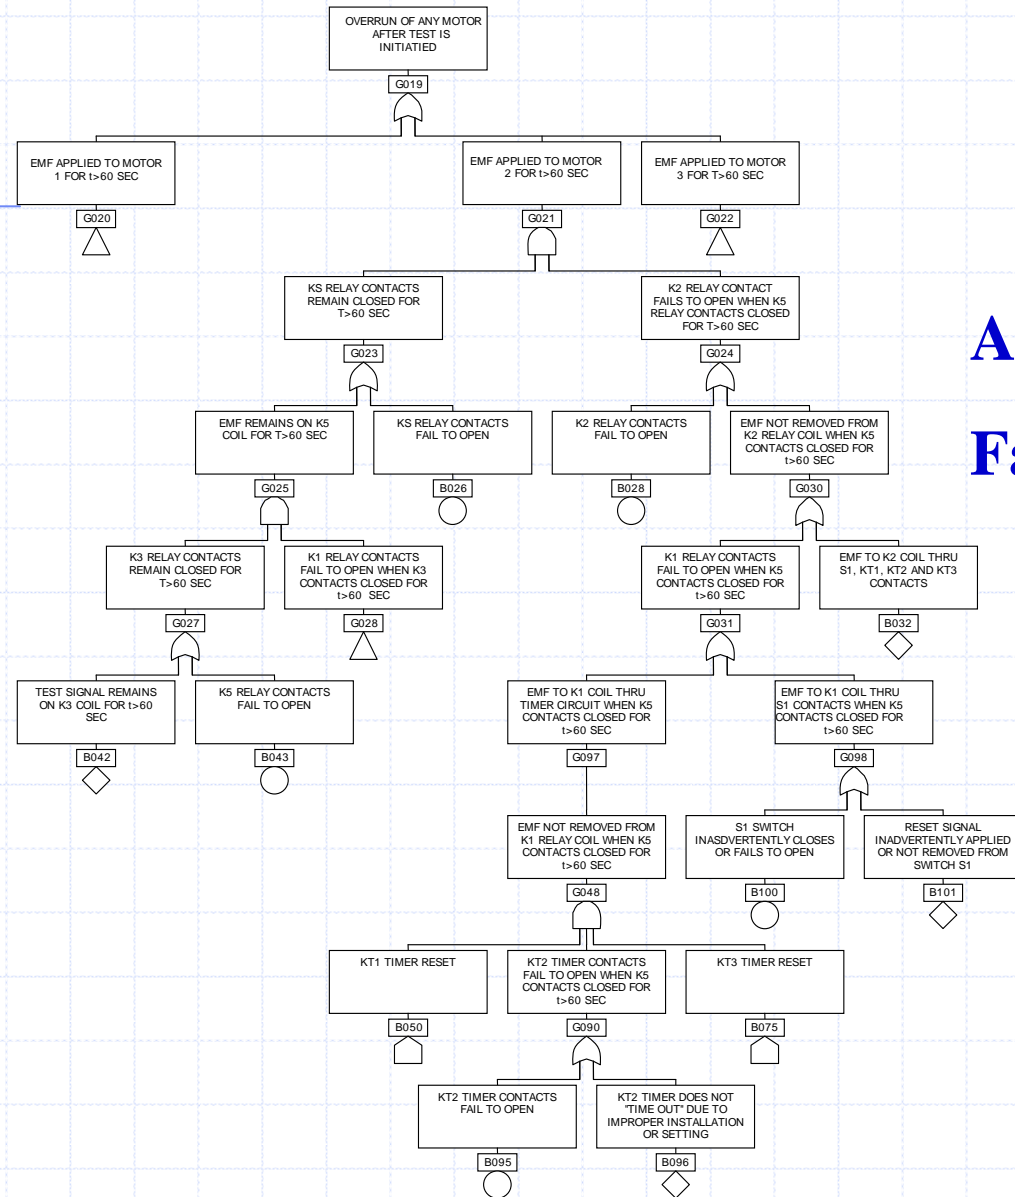 OVERRUN OF ANY MOTOR
AFTER TEST IS
INITIATIED
G019
EMF APPLIED TO MOTOR
1 FOR t>60 SEC
G020
EMF APPLIED TO MOTOR
2 FOR t>60 SEC
G021
EMF APPLIED TO MOTOR
3 FOR T>60 SEC
G022
KS RELAY CONTACTS
REMAIN CLOSED FOR
T>60 SEC
G023
K2 RELAY CONTACT
FAILS TO OPEN WHEN K5
RELAY CONTACTS CLOSED
FOR T>60 SEC
G024
A
Fa
EMF REMAINS ON K5
COIL FOR T>60 SEC
G025
KS RELAY CONTACTS
FAIL TO OPEN
B026
K2 RELAY CONTACTS
FAIL TO OPEN
B028
EMF NOT REMOVED FROM
K2 RELAY COIL WHEN K5
CONTACTS CLOSED FOR
t>60 SEC
G030
K3 RELAY CONTACTS
REMAIN CLOSED FOR
T>60 SEC
G027
K1 RELAY CONTACTS
FAIL TO OPEN WHEN K3
CONTACTS CLOSED FOR
t>60 SEC
G028
K1 RELAY CONTACTS
FAIL TO OPEN WHEN K5
CONTACTS CLOSED FOR
t>60 SEC
G031
EMF TO K2 COIL THRU
S1, KT1, KT2 AND KT3
CONTACTS
B032
TEST SIGNAL REMAINS
ON K3 COIL FOR t>60
SEC
B042
K5 RELAY CONTACTS
FAIL TO OPEN
B043
EMF TO K1 COIL THRU
TIMER CIRCUIT WHEN K5
CONTACTS CLOSED FOR
t>60 SEC
G097
EMF TO K1 COIL THRU
S1 CONTACTS WHEN K5
CONTACTS CLOSED FOR
t>60 SEC
G098
EMF NOT REMOVED FROM
K1 RELAY COIL WHEN K5
CONTACTS CLOSED FOR
t>60 SEC
G048
S1 SWITCH
INASDVERTENTLY CLOSES
OR FAILS TO OPEN
B100
RESET SIGNAL
INADVERTENTLY APPLIED
OR NOT REMOVED FROM
SWITCH S1
B101
KT1 TIMER RESET
B050
KT2 TIMER CONTACTS
FAIL TO OPEN WHEN K5
CONTACTS CLOSED FOR
t>60 SEC
G090
KT3 TIMER RESET
B075
KT2 TIMER CONTACTS
FAIL TO OPEN
B095
KT2 TIMER DOES NOT
"TIME OUT" DUE TO
IMPROPER INSTALLATION
OR SETTING
B096